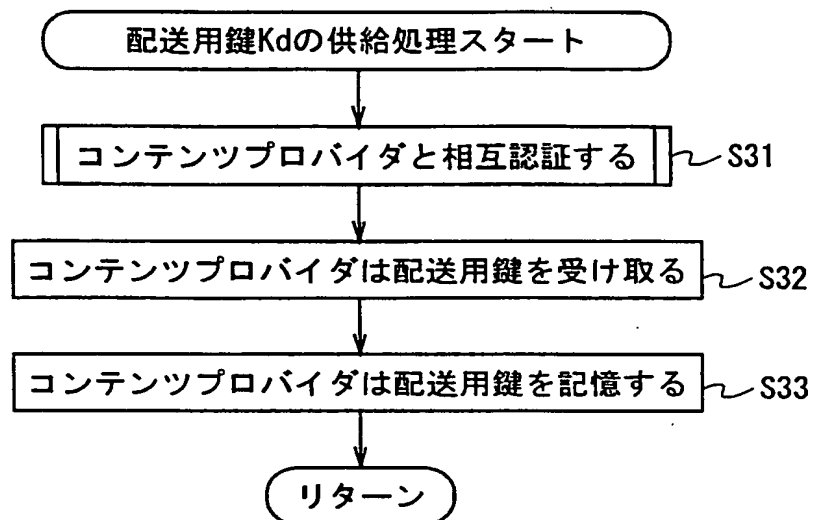 配送用鍵Kdの供給処理スタート
コンテンツプロバイダと相互認証する
S31
コンテンツプロバイダは配送用鍵を受け取る
S32
コンテンツプロバイダは配送用鍵を記憶する
S33
リターン